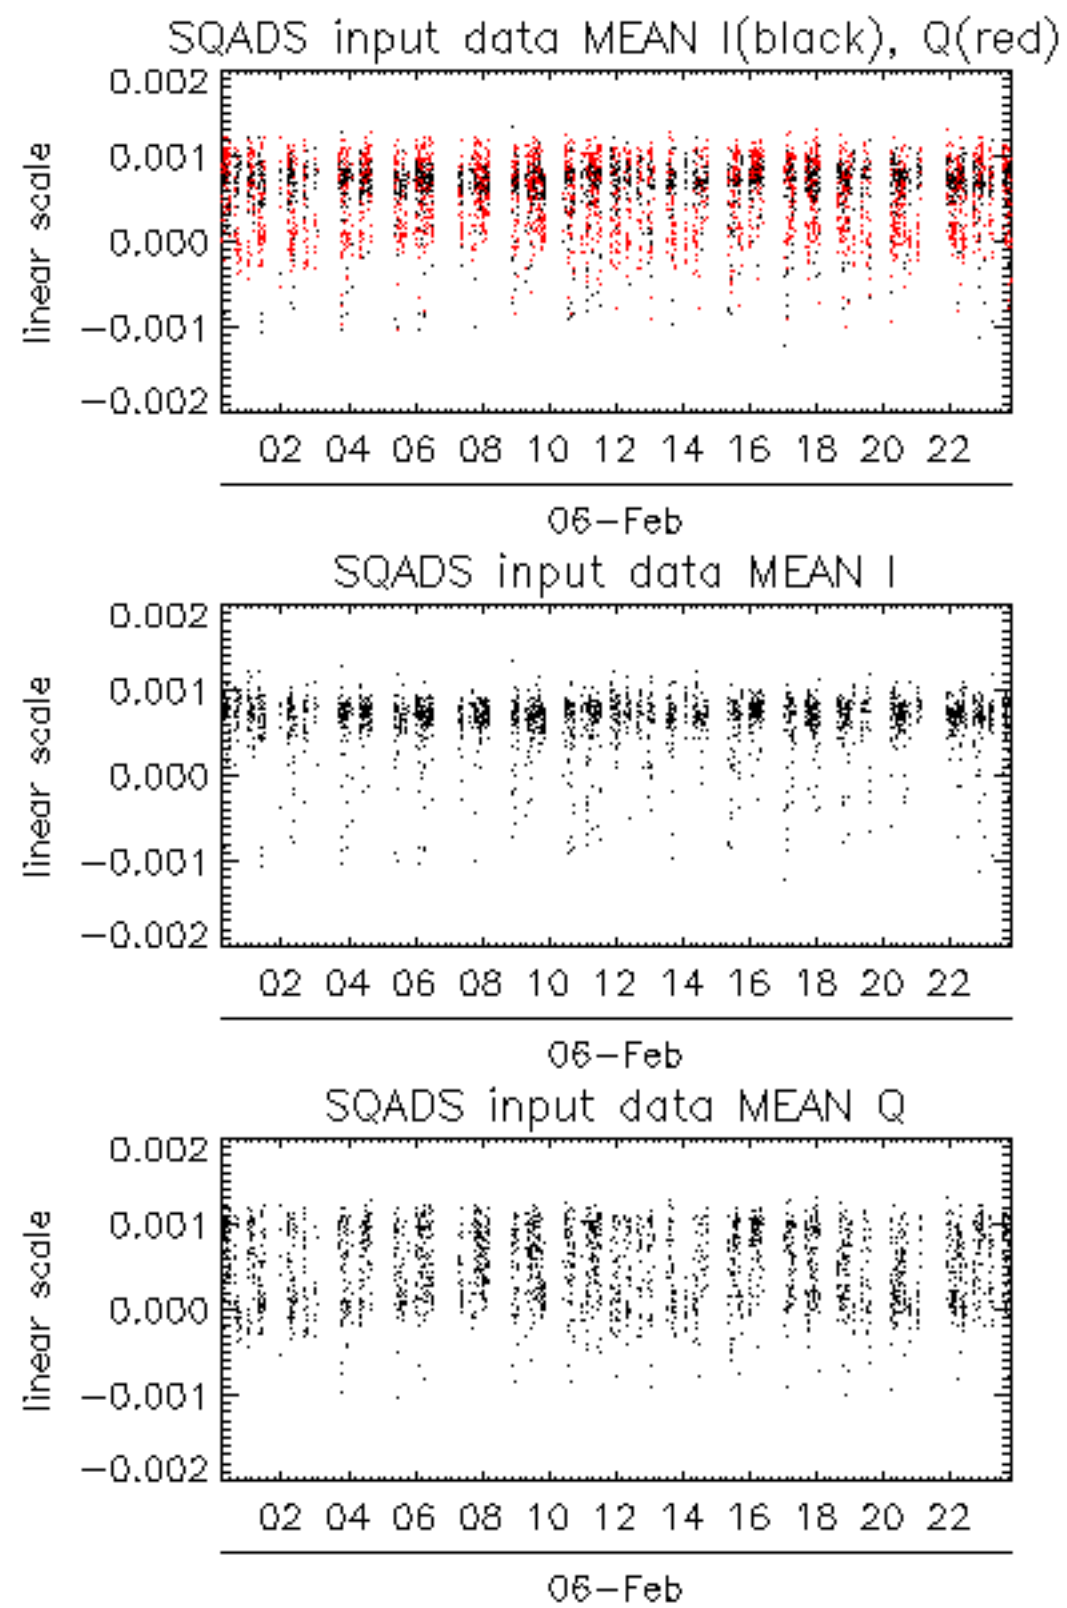 SQADS input data MEAN I(black), Q(red)
0.002
0.001
0.000
−0.001
−0.002
linear scale
02 04 06 08 10 12 14 16 18 20 22
06−Feb
SQADS input data MEAN I
0.002
0.001
0.000
−0.001
−0.002
linear scale
02 04 06 08 10 12 14 16 18 20 22
06−Feb
SQADS input data MEAN Q
0.002
0.001
0.000
−0.001
−0.002
linear scale
02 04 06 08 10 12 14 16 18 20 22
06−Feb